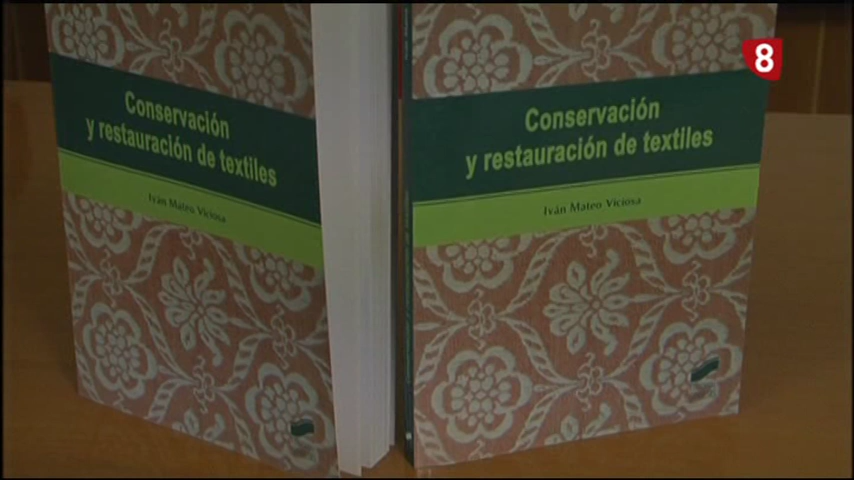 Conservación
y restauración de textiles
Iván Mateo Viciosa
Conservación
y restauración de textiles
Iván Mateo Viciosa
8